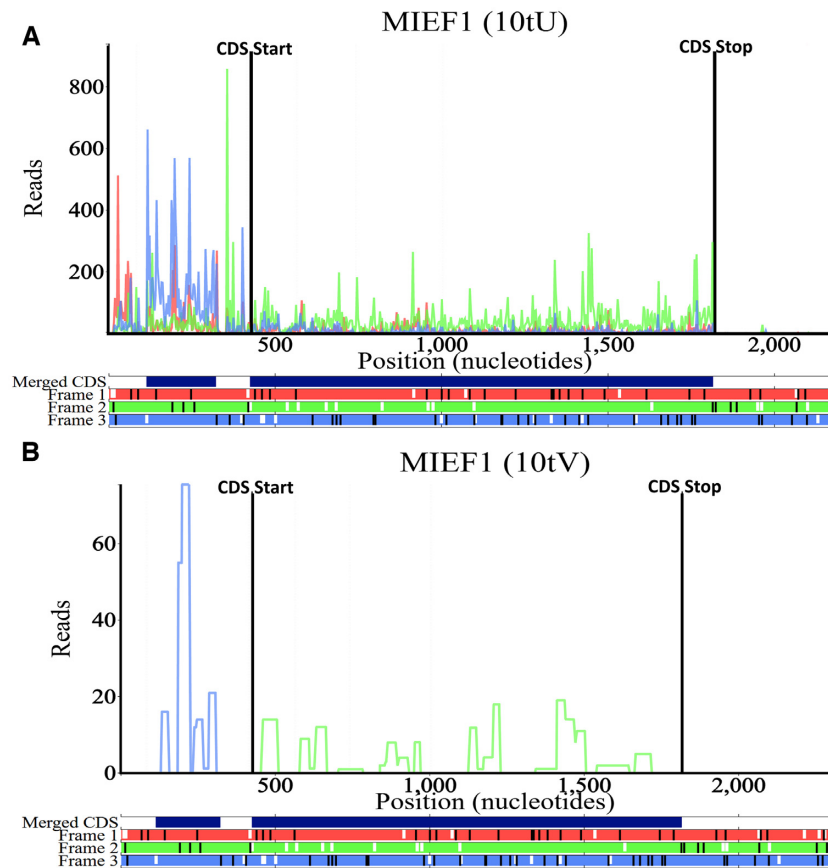 A
MIEF1 (10tU)
CDS Start
CDS Stop
800
600
400
200
Reads
500
1,000
1,500
2,000
Position (nucleotides)
Merged CDS
Frame 1
Frame 2
Frame 3
B
MIEF1 (10tV)
CDS Start
CDS Stop
60
40
20
0
Reads
500
1,000
1,500
2,000
Position (nucleotides)
Merged CDS
Frame 1
Frame 2
Frame 3